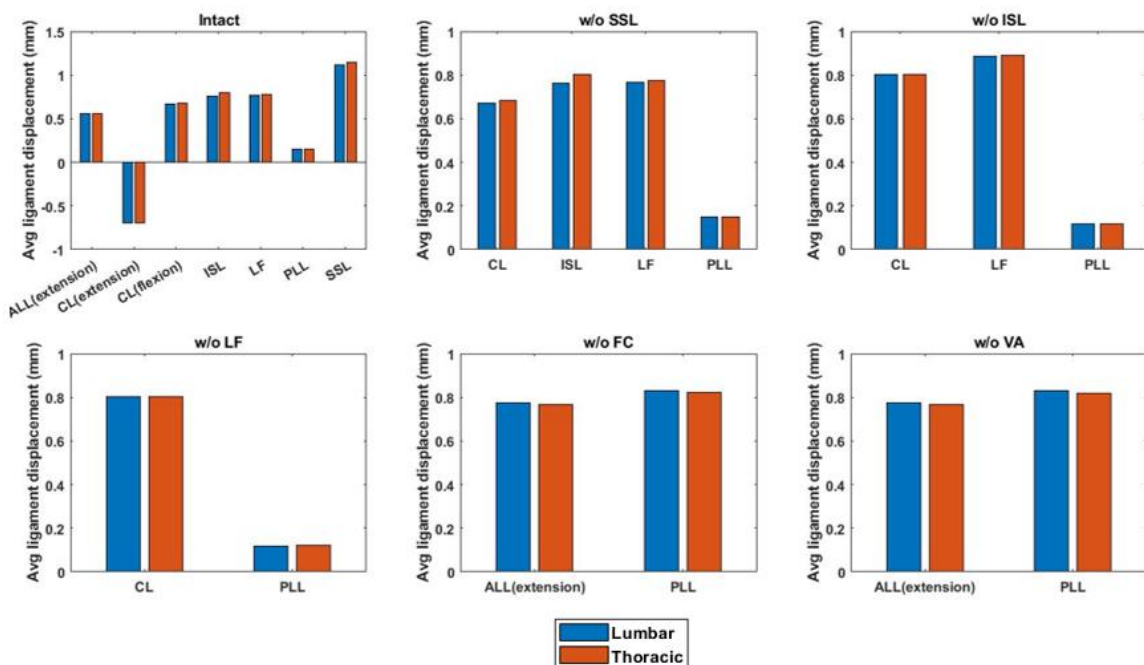 Intact
Avg ligament displacement (mm)
1.5
1
0.5
0
-0.5
-1
ALL(extension)
CL(extension)
CL(flexion)
ISL
LF
PLL
SSL
w/o SSL
Avg ligament displacement (mm)
1
0.8
0.6
0.4
0.2
0
CL ISL LF PLL
w/o ISL
Avg ligament displacement (mm)
1
0.8
0.6
0.4
0.2
0
CL LF PLL
w/o LF
Avg ligament displacement (mm)
1
0.8
0.6
0.4
0.2
0
CL PLL
w/o FC
Avg ligament displacement (mm)
1
0.8
0.6
0.4
0.2
0
ALL(extension) PLL
w/o VA
Avg ligament displacement (mm)
1
0.8
0.6
0.4
0.2
0
ALL(extension) PLL
Lumbar
Thoracic